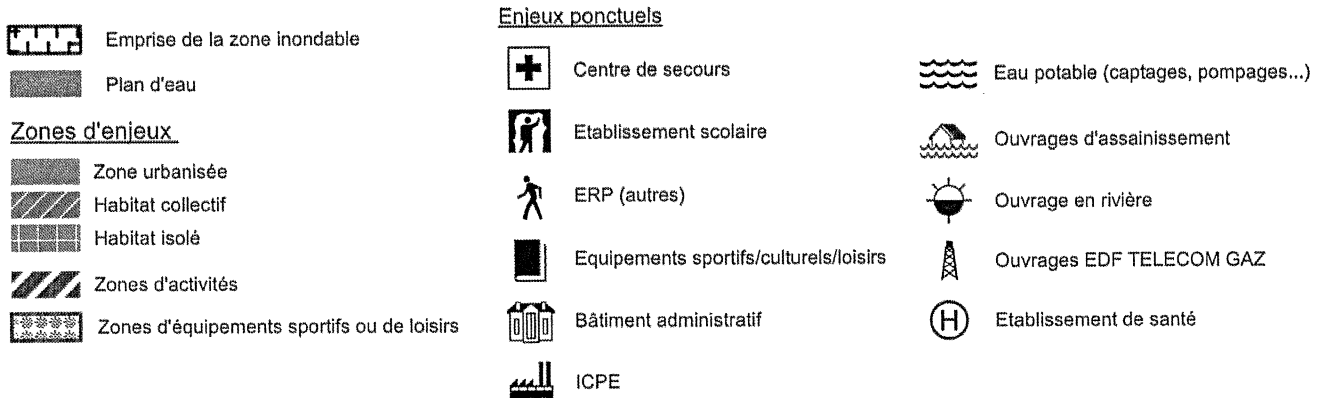 Emprise de la zone inondable
Plan d'eau
Zones d'enjeux
Zone urbanisée
Habitat collectif
Habitat isolé
Zones d'activités
Zones d'équipements sportifs ou de loisirs
Enjeux ponctuels
Centre de secours
Etablissement scolaire
ERP (autres)
Equipements sportifs/culturels/loisirs
Bâtiment administratif
ICPE
Eau potable (captages, pompages...)
Ouvrages d'assainissement
Ouvrage en rivière
Ouvrages EDF TELECOM GAZ
H Etablissement de santé